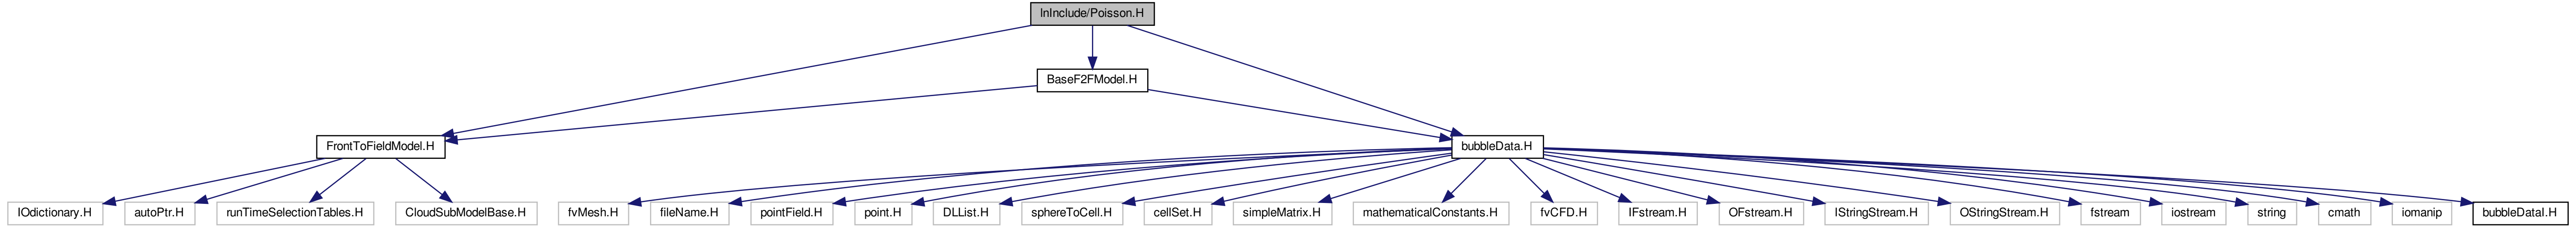 lnInclude/Poisson.H
BaseF2FModel.H
FrontToFieldModel.H
bubbleData.H
IOdictionary.H
autoPtr.H
runTimeSelectionTables.H
CloudSubModelBase.H
fvMesh.H
fileName.H
pointField.H
point.H
DLList.H
sphereToCell.H
cellSet.H
simpleMatrix.H
mathematicalConstants.H
fvCFD.H
IFstream.H
OFstream.H
IStringStream.H
OStringStream.H
fstream
iostream
string
cmath
iomanip
bubbleDataI.H